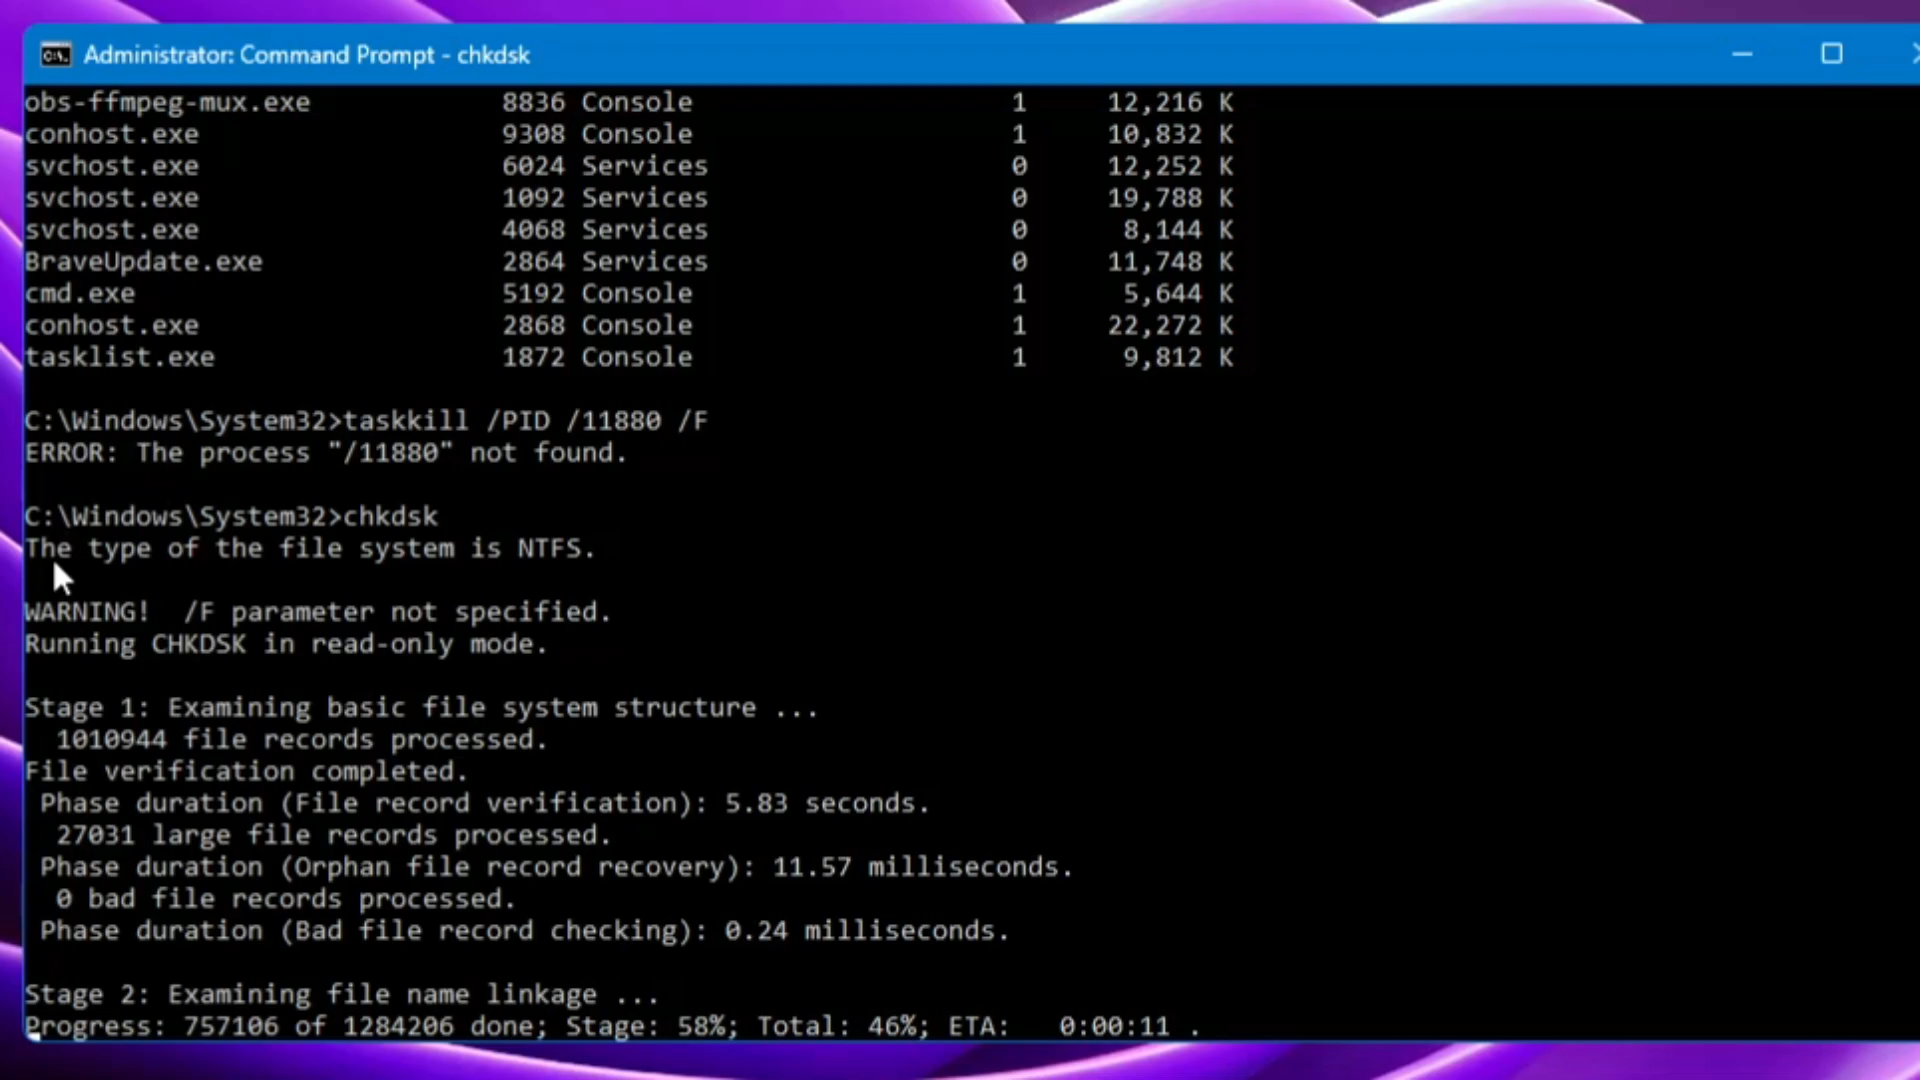 Administrator: Command Prompt - chkdsk
obs-ffmpeg-mux.exe 8836 Console 1 12,216 K
conhost.exe 9308 Console 1 10,832 K
svchost.exe 6024 Services 0 12,252 K
svchost.exe 1092 Services 0 19,788 K
svchost.exe 4068 Services 0 8,144 K
BraveUpdate.exe 2864 Services 0 11,748 K
cmd.exe 5192 Console 1 5,644 K
conhost.exe 2868 Console 1 22,272 K
tasklist.exe 1872 Console 1 9,812 K
C:\Windows\System32>taskkill /PID /11880 /F
ERROR: The process "/11880" not found.
C:\Windows\System32>chkdsk
The type of the file system is NTFS.
WARNING!  /F parameter not specified.
Running CHKDSK in read-only mode.
Stage 1: Examining basic file system structure ...
1010944 file records processed.
File verification completed.
Phase duration (File record verification): 5.83 seconds.
27031 large file records processed.
Phase duration (Orphan file record recovery): 11.57 milliseconds.
0 bad file records processed.
Phase duration (Bad file record checking): 0.24 milliseconds.
Stage 2: Examining file name linkage ...
Progress: 757106 of 1284206 done; Stage: 58%; Total: 46%; ETA:   0:00:11 .